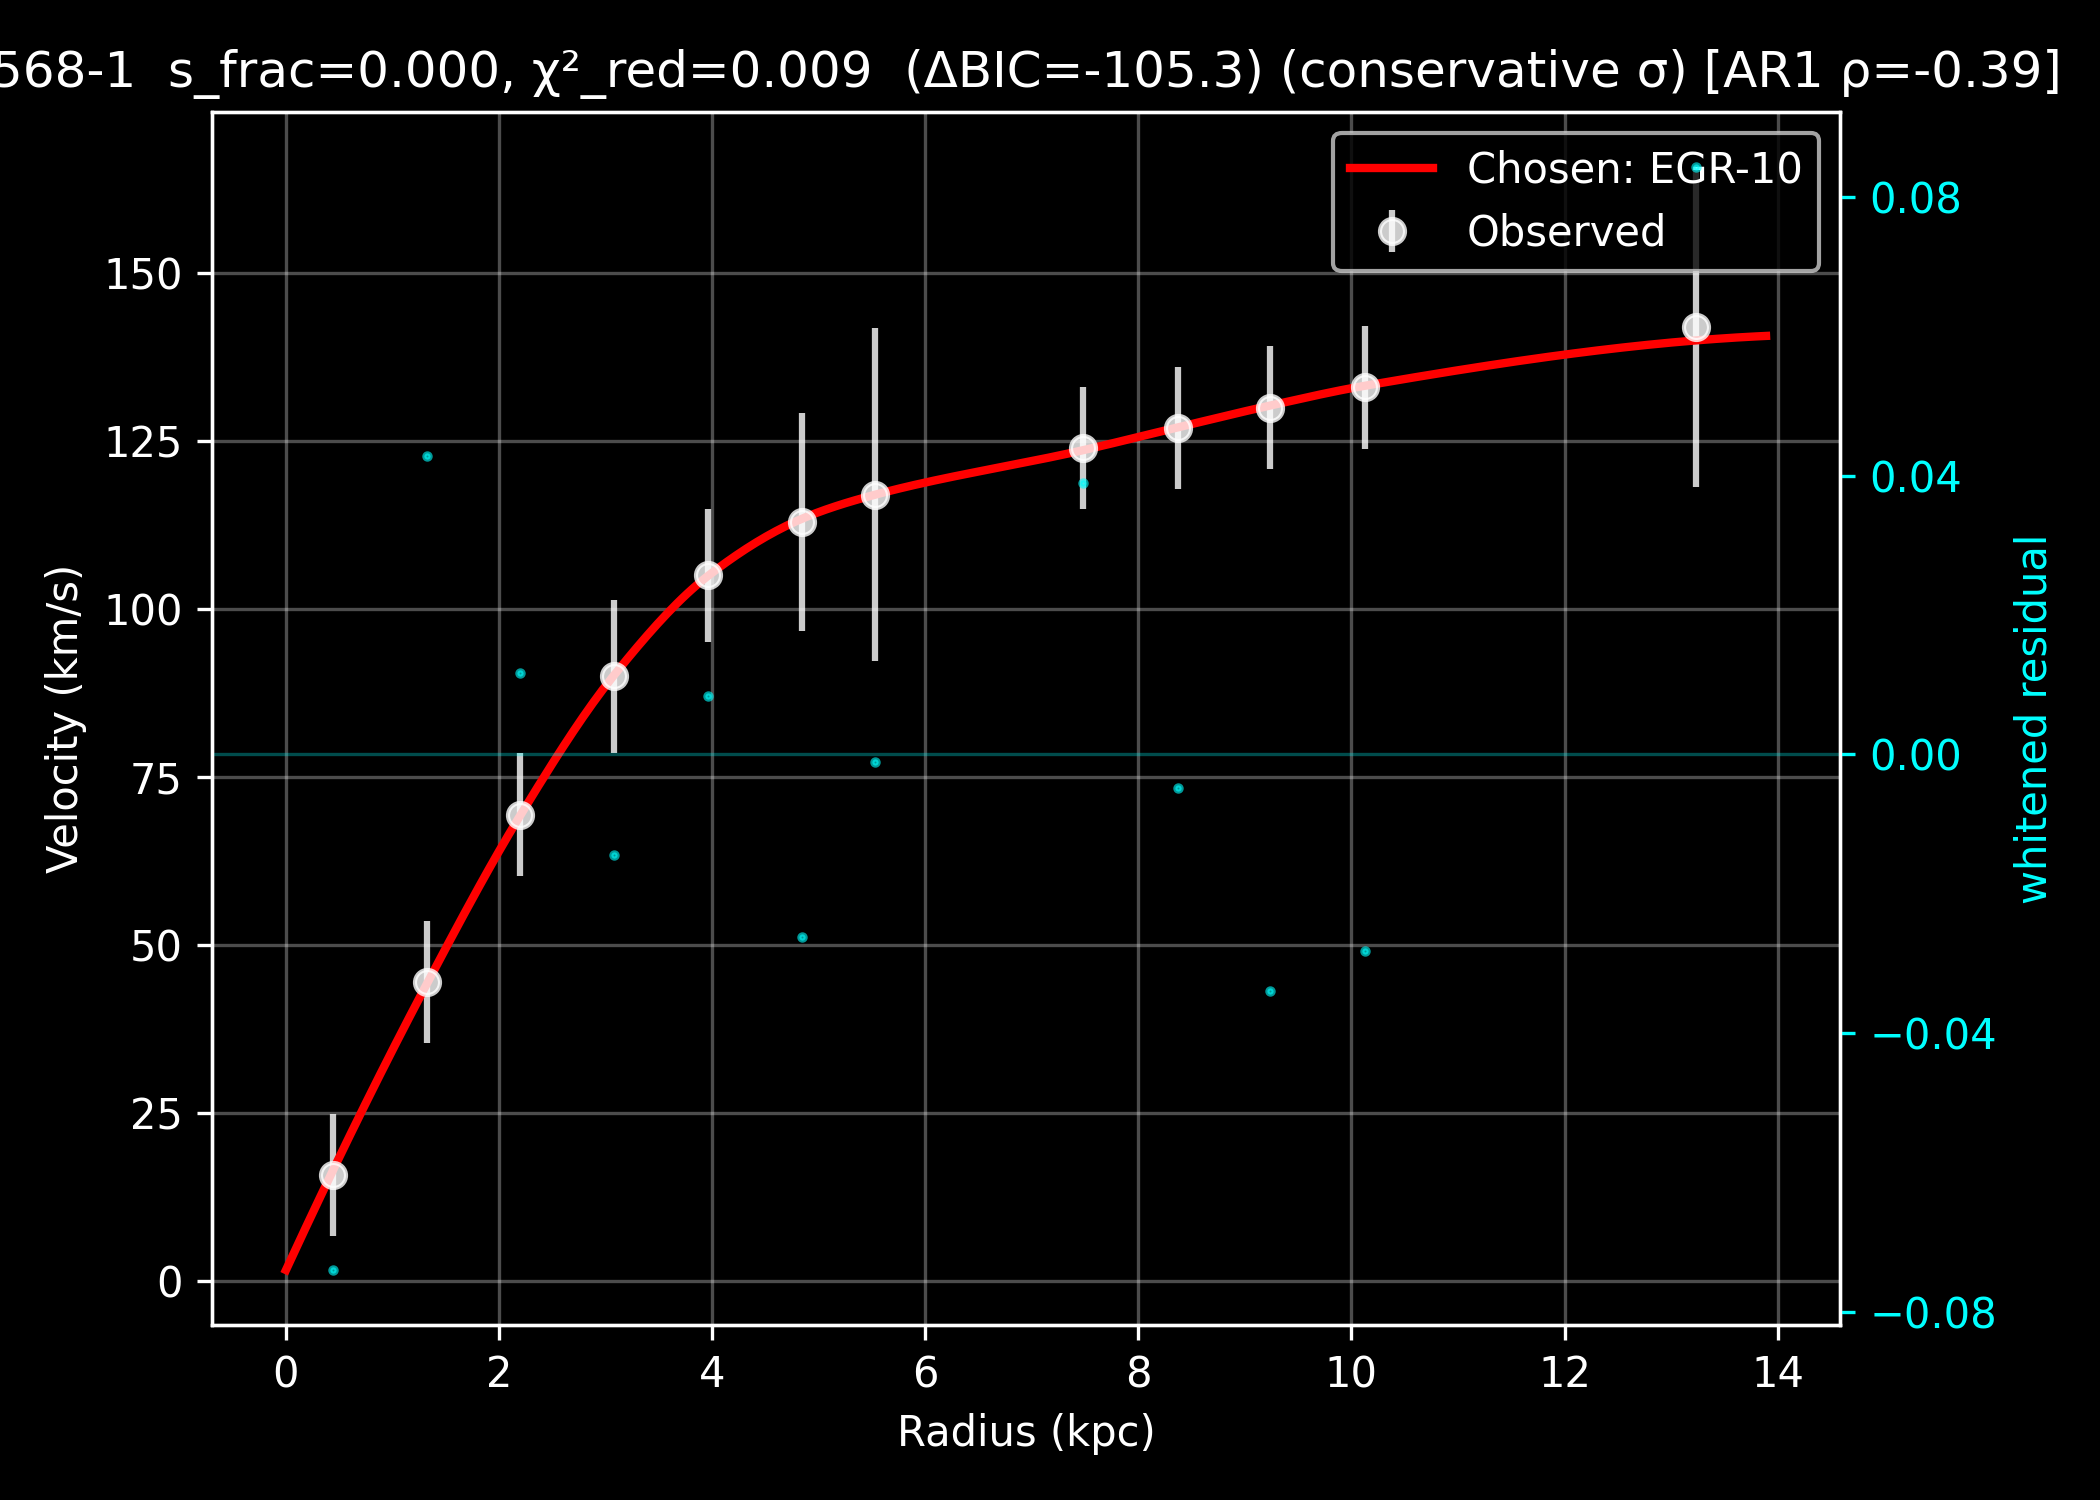 568-1 s_frac=0.000, χ²_red=0.009 (ΔBIC=-105.3) (conservative σ) [AR1 ρ=-0.39]
Chosen: EGR-10
Observed
Velocity (km/s)
150
125
100
75
50
25
0
0 2 4 6 8 10 12 14
Radius (kpc)
0.08
0.04
0.00
−0.04
−0.08
whitened residual